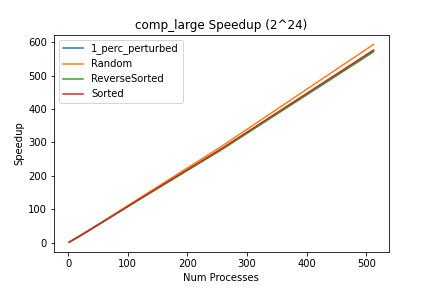 comp_large Speedup (2^24)
1_perc_perturbed
Random
ReverseSorted
Sorted
Speedup
600
500
400
300
200
100
0
0 100 200 300 400 500
Num Processes